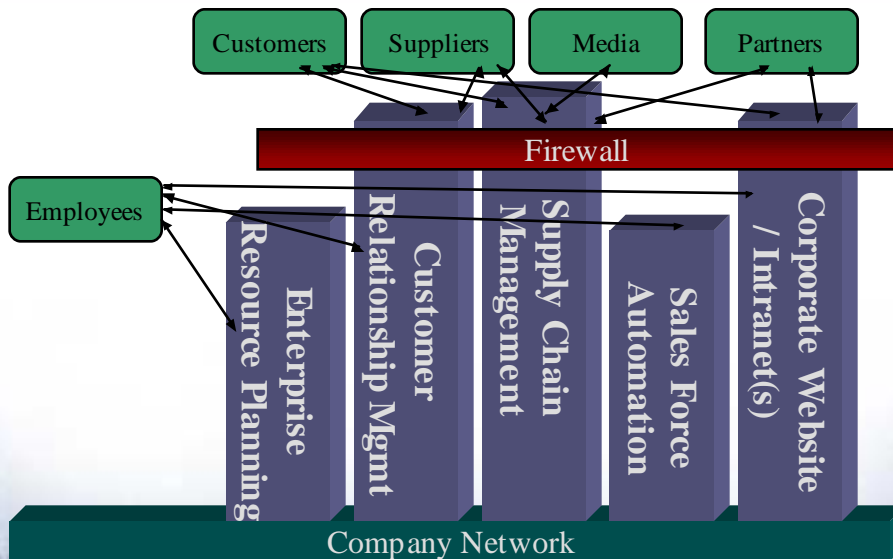 Customers
Suppliers
Media
Partners
Firewall
Employees
Enterprise
Resource Planning
Customer
Relationship Mgmt
Supply Chain
Management
Sales Force
Automation
Corporate Website
/ Intranet(s)
Company Network